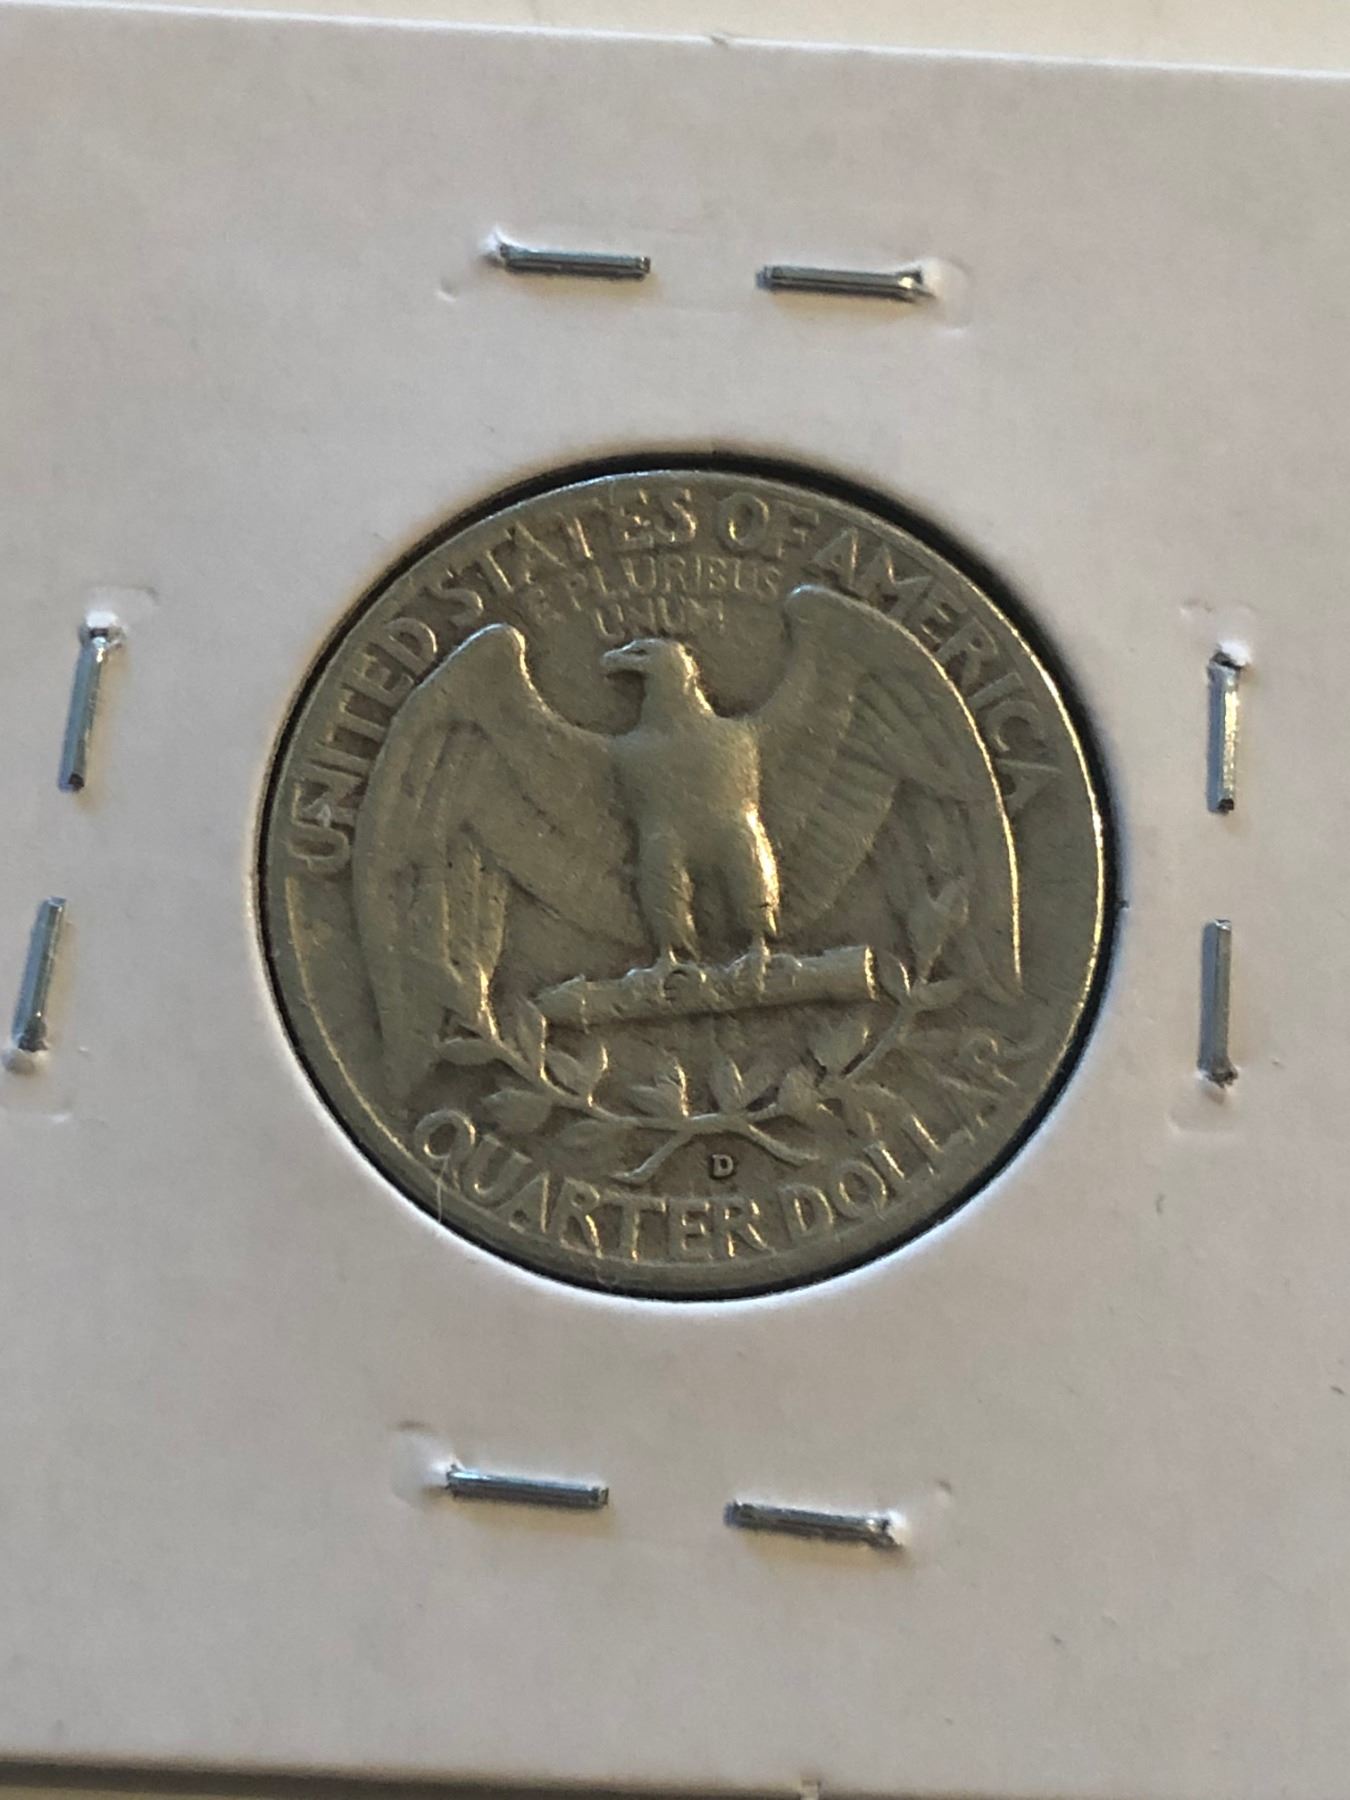 UNITED STATES OF AMERICA
E PLURIBUS
UNUM
D
QUARTER DOLLAR